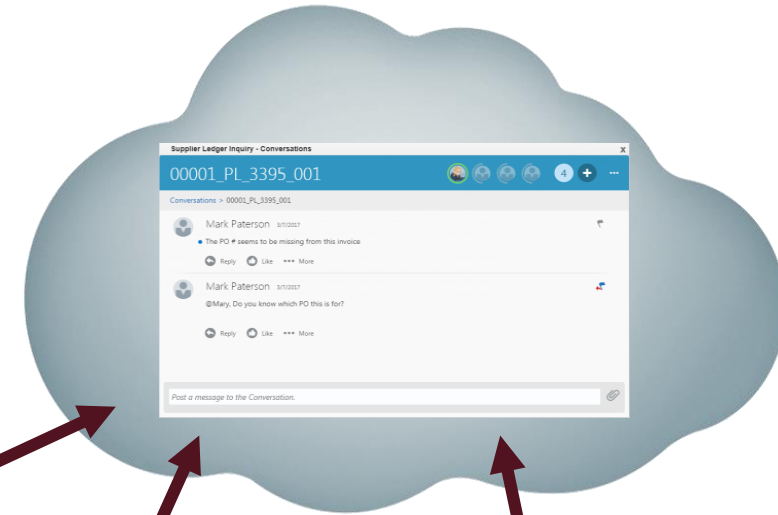 Supplier Ledger Inquiry - Conversations x
00001_PL_3395_001 4 + ...
Conversations > 00001_PL_3395_001
Mark Paterson 3/7/2017
The PO # seems to be missing from this invoice
Reply Like ••• More
Mark Paterson 3/7/2017
@Mary, Do you know which PO this is for?
Reply Like ••• More
Post a message to the Conversation.